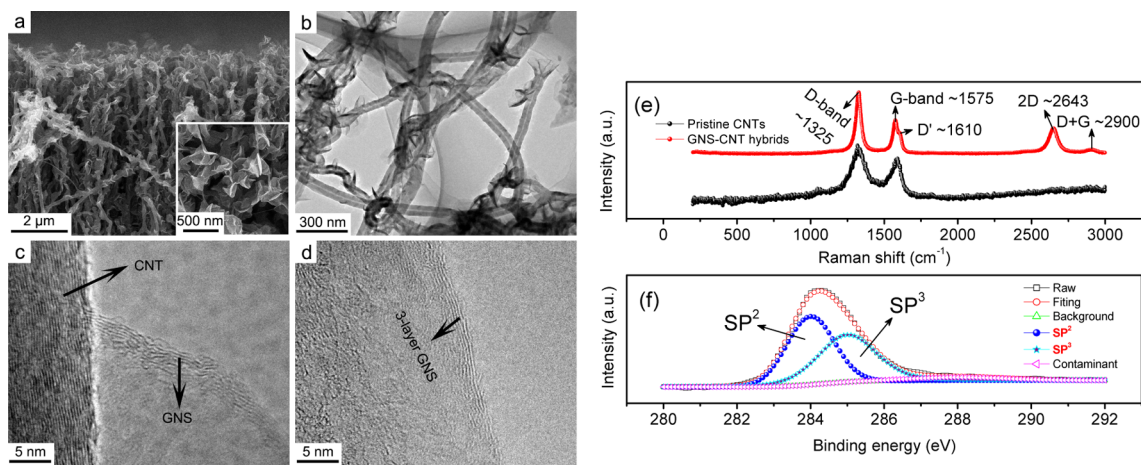 a
2 µm
500 nm
b
300 nm
c
CNT
GNS
5 nm
d
3-layer GNS
5 nm
(e)
Pristine CNTs
GNS-CNT hybrids
D-band
~1325
G-band ~1575
D' ~1610
2D ~2643
D+G ~2900
Intensity (a.u.)
0 500 1000 1500 2000 2500 3000
Raman shift (cm⁻¹)
(f)
SP²
SP³
Raw
Fiting
Background
SP²
SP³
Contaminant
Intensity (a.u.)
280 282 284 286 288 290 292
Binding energy (eV)